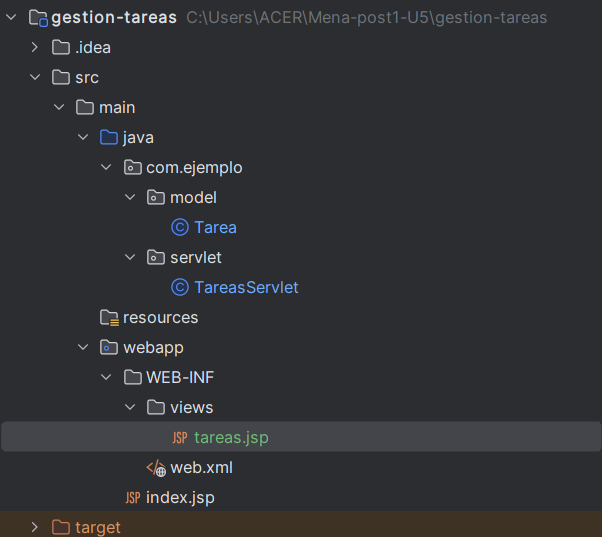 gestion-tareas C:\Users\ACER\Mena-post1-U5\gestion-tareas
.idea
src
main
java
com.ejemplo
model
C Tarea
servlet
C TareasServlet
resources
webapp
WEB-INF
views
JSP tareas.jsp
web.xml
JSP index.jsp
target